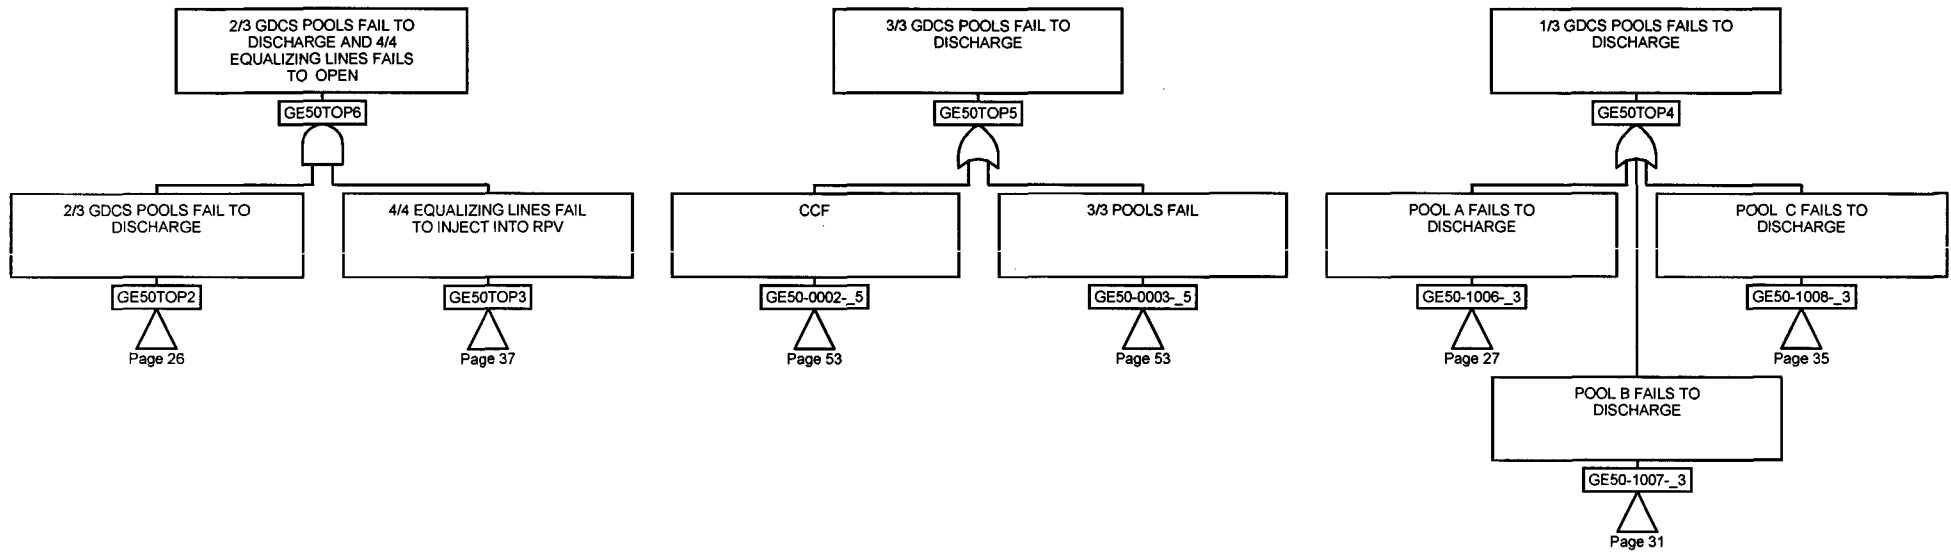 2/3 GDCS POOLS FAIL TO
DISCHARGE AND 4/4
EQUALIZING LINES FAILS
TO OPEN
GE50TOP6
2/3 GDCS POOLS FAIL TO
DISCHARGE
GE50TOP2
Page 26
4/4 EQUALIZING LINES FAIL
TO INJECT INTO RPV
GE50TOP3
Page 37
3/3 GDCS POOLS FAIL TO
DISCHARGE
GE50TOP5
CCF
GE50-0002-_5
Page 53
3/3 POOLS FAIL
GE50-0003-_5
Page 53
1/3 GDCS POOLS FAILS TO
DISCHARGE
GE50TOP4
POOL A FAILS TO
DISCHARGE
GE50-1006-_3
Page 27
POOL C FAILS TO
DISCHARGE
GE50-1008-_3
Page 35
POOL B FAILS TO
DISCHARGE
GE50-1007-_3
Page 31